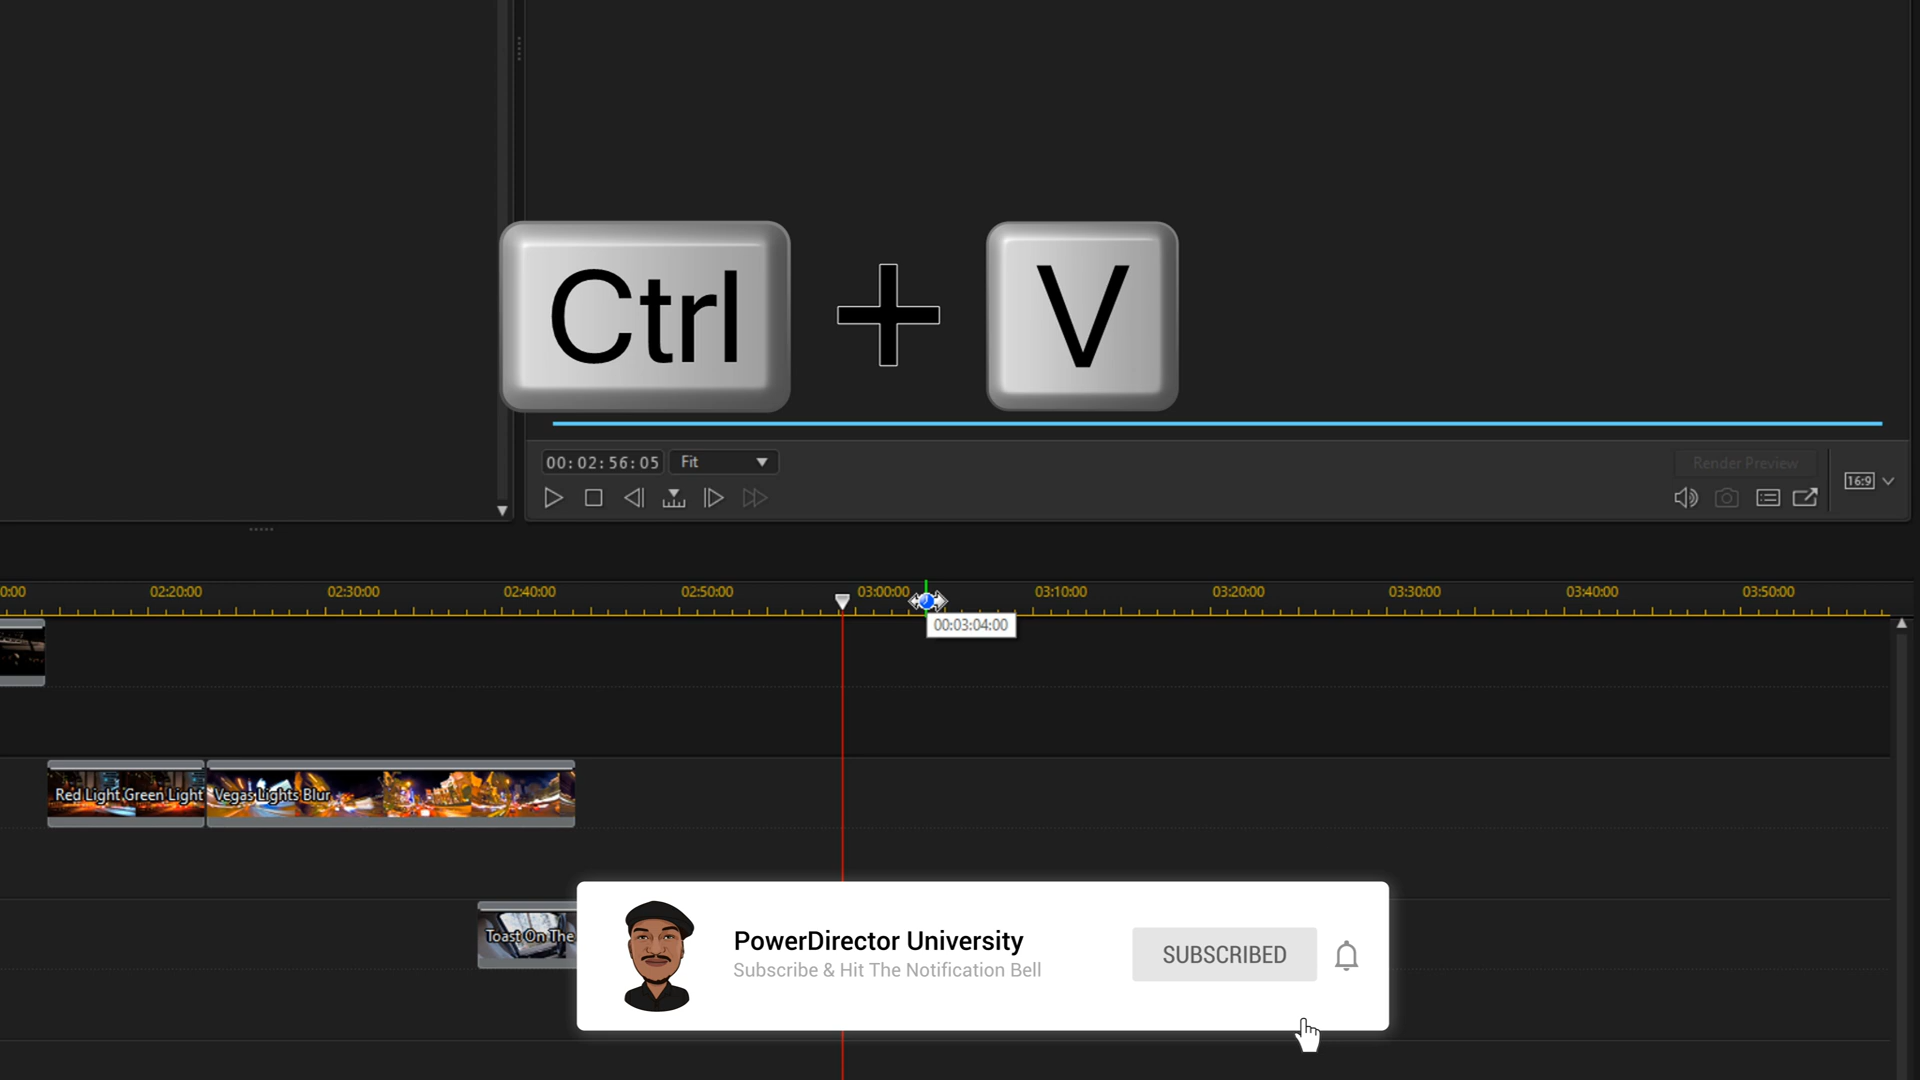 Ctrl + V
00:02:56:05 Fit
Render Preview
16:9
0:00 02:20:00 02:30:00 02:40:00 02:50:00 03:00:00 03:10:00 03:20:00 03:30:00 03:40:00 03:50:00
00:03:04:00
Red Light Green Light Vegas Lights Blur
Toast On The
PowerDirector University
Subscribe & Hit The Notification Bell
SUBSCRIBED